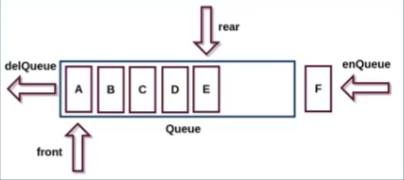 rear
delQueue
enQueue
A B C D E F
Queue
front